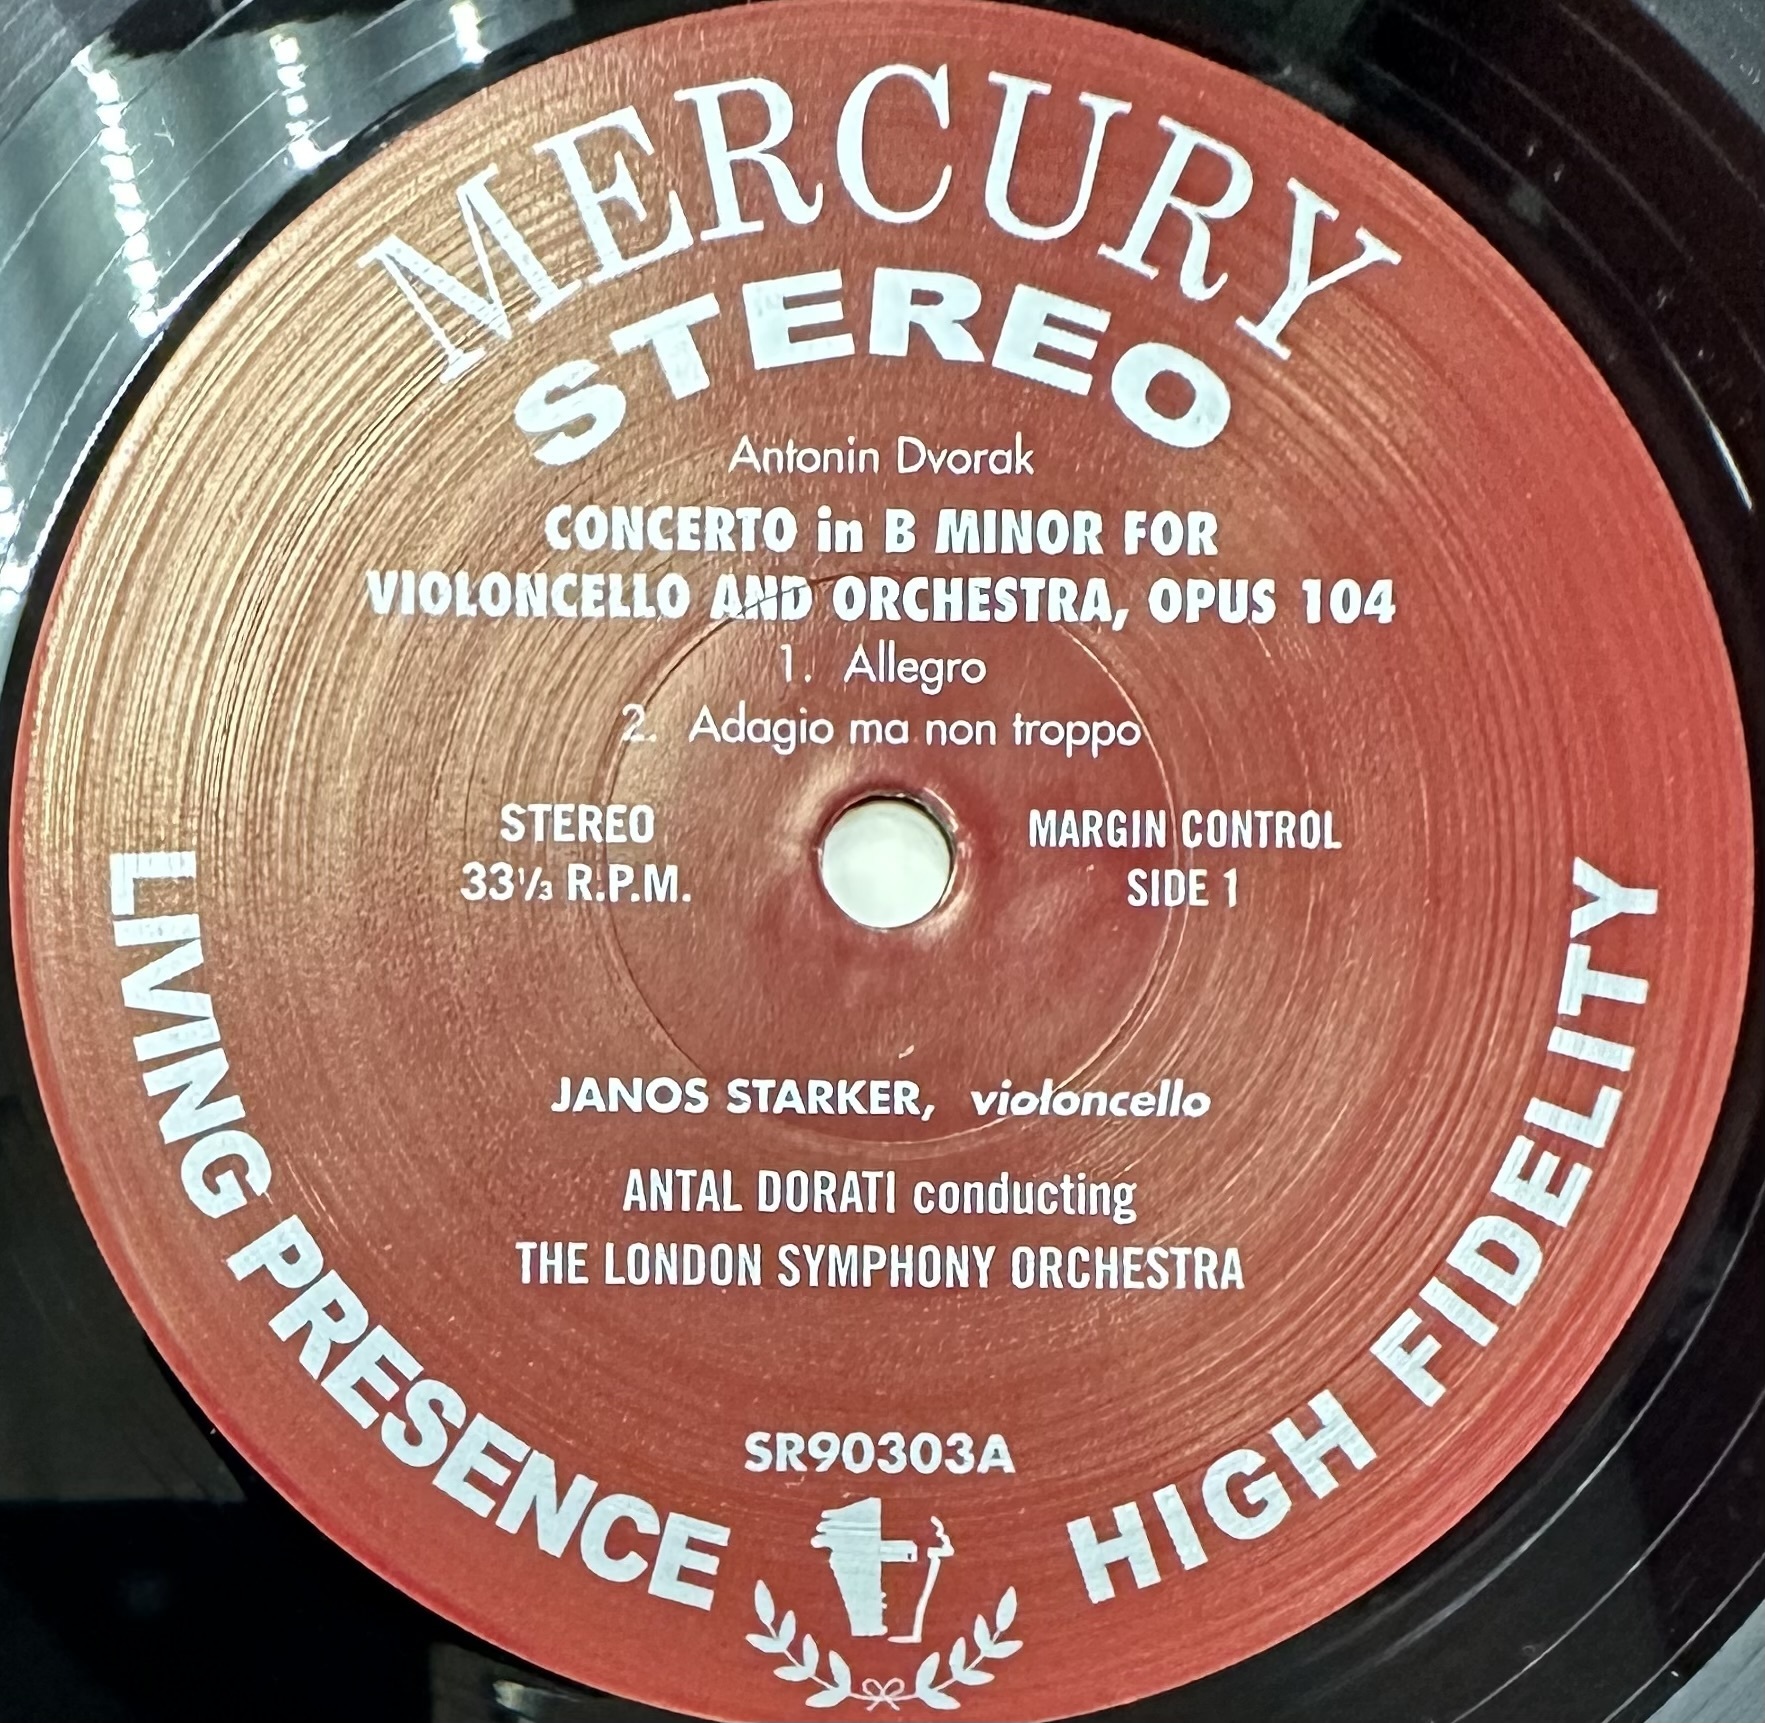 MERCURY
STEREO
Antonin Dvorak
CONCERTO in B MINOR FOR
VIOLONCELLO AND ORCHESTRA, OPUS 104
1. Allegro
2. Adagio ma non troppo
STEREO
33⅓ R.P.M.
MARGIN CONTROL
SIDE 1
JANOS STARKER, violoncello
ANTAL DORATI conducting
THE LONDON SYMPHONY ORCHESTRA
SR90303A
LIVING PRESENCE
HIGH FIDELITY